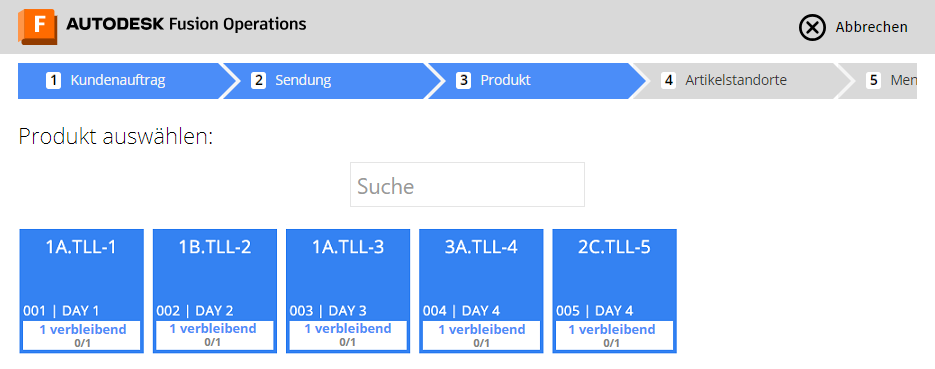 F AUTODESK Fusion Operations
Abbrechen
1 Kundenauftrag
2 Sendung
3 Produkt
4 Artikelstandorte
5 Men
Produkt auswählen:
Suche
1A.TLL-1
001 | DAY 1
1 verbleibend
0/1
1B.TLL-2
002 | DAY 2
1 verbleibend
0/1
1A.TLL-3
003 | DAY 3
1 verbleibend
0/1
3A.TLL-4
004 | DAY 4
1 verbleibend
0/1
2C.TLL-5
005 | DAY 4
1 verbleibend
0/1